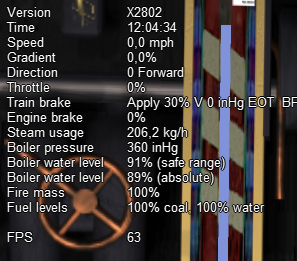 Version X2802
Time 12:04:34
Speed 0,0 mph
Gradient 0,0%
Direction 0 Forward
Throttle 0%
Train brake Apply 30% V 0 inHg EOT BP
Engine brake 0%
Steam usage 206,2 kg/h
Boiler pressure 360 inHg
Boiler water level 91% (safe range)
Boiler water level 89% (absolute)
Fire mass 100%
Fuel levels 100% coal, 100% water
FPS 63